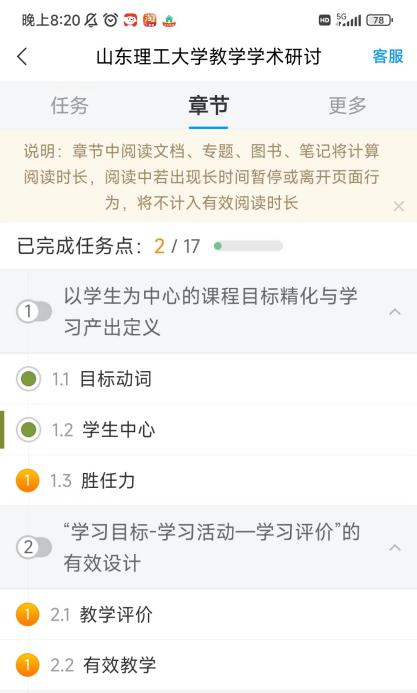 晚上8:20 HD 5G 78
山东理工大学教学学术研讨 客服
任务 章节 更多
说明：章节中阅读文档、专题、图书、笔记将计算
阅读时长，阅读中若出现长时间暂停或离开页面行
为，将不计入有效阅读时长
已完成任务点：2 / 17
1 以学生为中心的课程目标精化与学
习产出定义
1.1 目标动词
1.2 学生中心
1 1.3 胜任力
2 “学习目标-学习活动—学习评价”的
有效设计
1 2.1 教学评价
1 2.2 有效教学